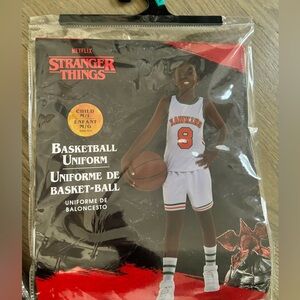 NETFLIX
STRANGER
THINGS
CHILD
M/L
ENFANT
M/G
BASKETBALL
UNIFORM
UNIFORME DE
BASKET-BALL
UNIFORME DE
BALONCESTO
HAWKINS
9